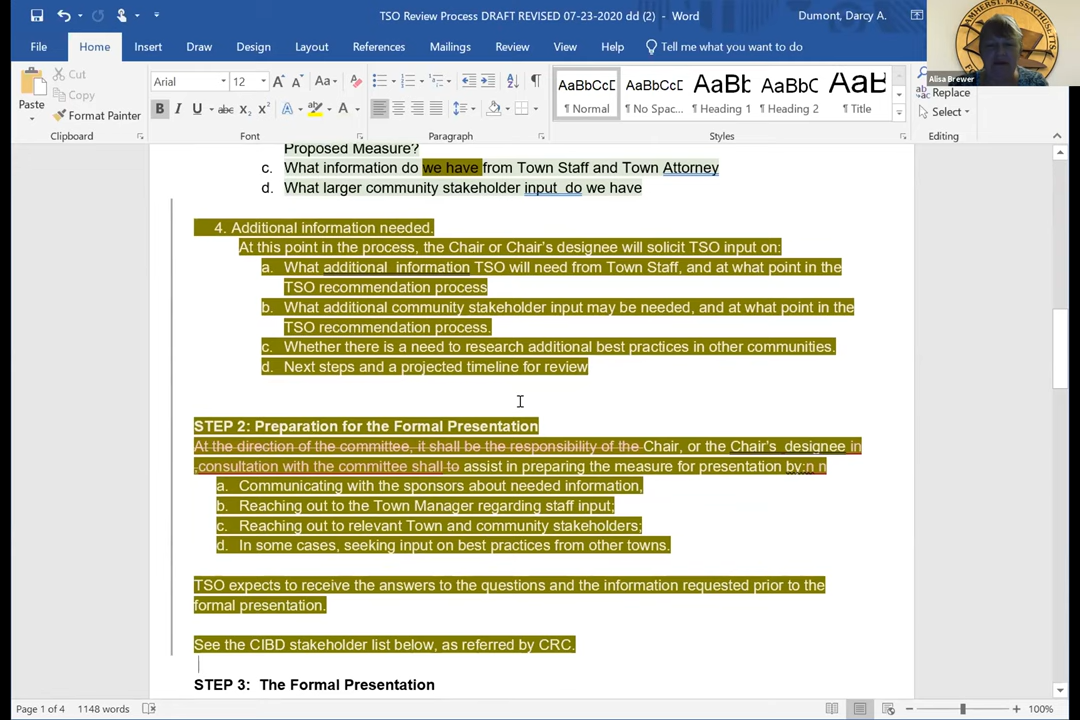 TSO Review Process DRAFT REVISED 07-23-2020 dd (2) - Word
Dumont, Darcy A.
File Home Insert Draw Design Layout References Mailings Review View Help Tell me what you want to do
AMHERST, MASSACHUSETTS
Alisa Brewer
Paste
Cut
Copy
Format Painter
Arial 12
AaBbCcDd ¶ Normal
AaBbCcDd ¶ No Spac...
AaBbC ¶ Heading 1
AaBbC ¶ Heading 2
AaBb ¶ Title
Replace
Select
Clipboard Font Paragraph Styles Editing
Proposed Measure?
c. What information do we have from Town Staff and Town Attorney
d. What larger community stakeholder input do we have
4. Additional information needed.
At this point in the process, the Chair or Chair's designee will solicit TSO input on:
a. What additional information TSO will need from Town Staff, and at what point in the
TSO recommendation process
b. What additional community stakeholder input may be needed, and at what point in the
TSO recommendation process.
c. Whether there is a need to research additional best practices in other communities.
d. Next steps and a projected timeline for review
STEP 2: Preparation for the Formal Presentation
At the direction of the committee, it shall be the responsibility of the Chair, or the Chair's designee in
,consultation with the committee shall to assist in preparing the measure for presentation by:n n
a. Communicating with the sponsors about needed information,
b. Reaching out to the Town Manager regarding staff input;
c. Reaching out to relevant Town and community stakeholders;
d. In some cases, seeking input on best practices from other towns.
TSO expects to receive the answers to the questions and the information requested prior to the
formal presentation.
See the CIBD stakeholder list below, as referred by CRC.
STEP 3: The Formal Presentation
Page 1 of 4 1148 words
100%